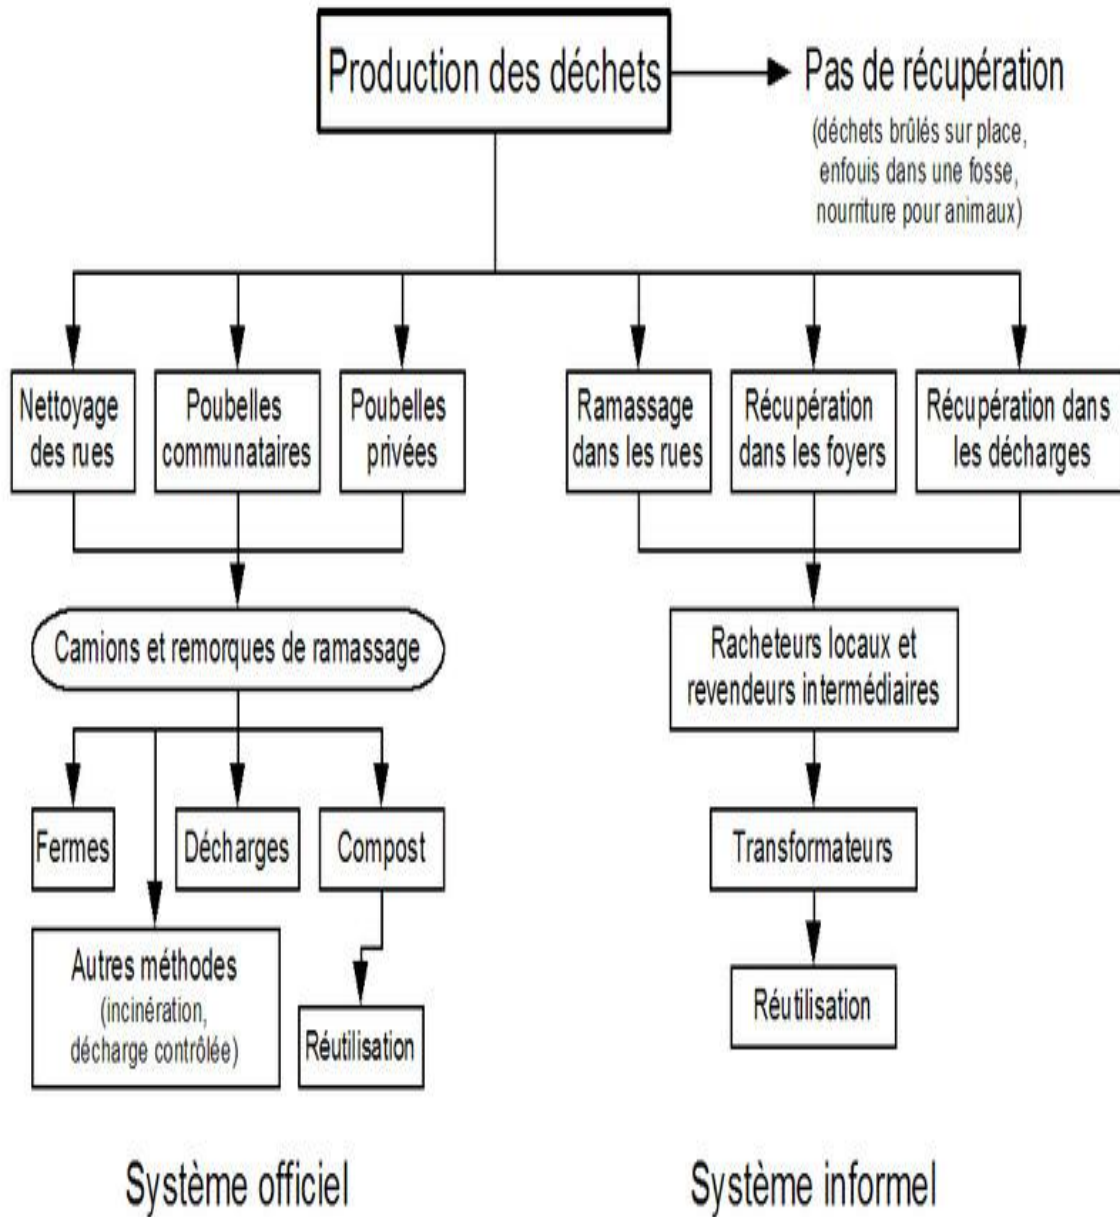 Production des déchets
Pas de récupération
(déchets brûlés sur place,
enfouis dans une fosse,
nourriture pour animaux)
Nettoyage
des rues
Poubelles
communataires
Poubelles
privées
Ramassage
dans les rues
Récupération
dans les foyers
Récupération dans
les décharges
Camions et remorques de ramassage
Racheteurs locaux et
revendeurs intermédiaires
Fermes
Décharges
Compost
Transformateurs
Autres méthodes
(incinération,
décharge contrôlée)
Réutilisation
Réutilisation
Système officiel
Système informel